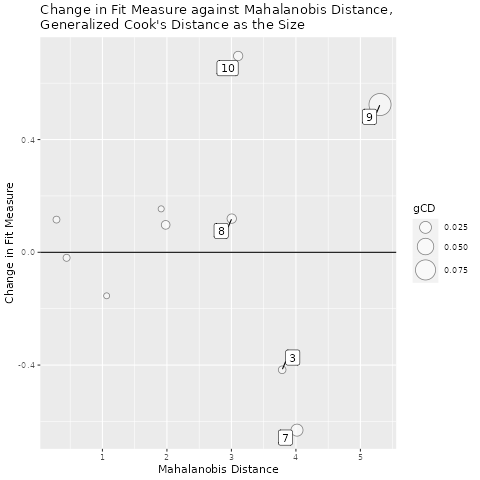 Change in Fit Measure against Mahalanobis Distance,
Generalized Cook's Distance as the Size
10
9
0.4
8
gCD
0.025
0.050
0.075
Change in Fit Measure
0.0
3
-0.4
7
1 2 3 4 5
Mahalanobis Distance